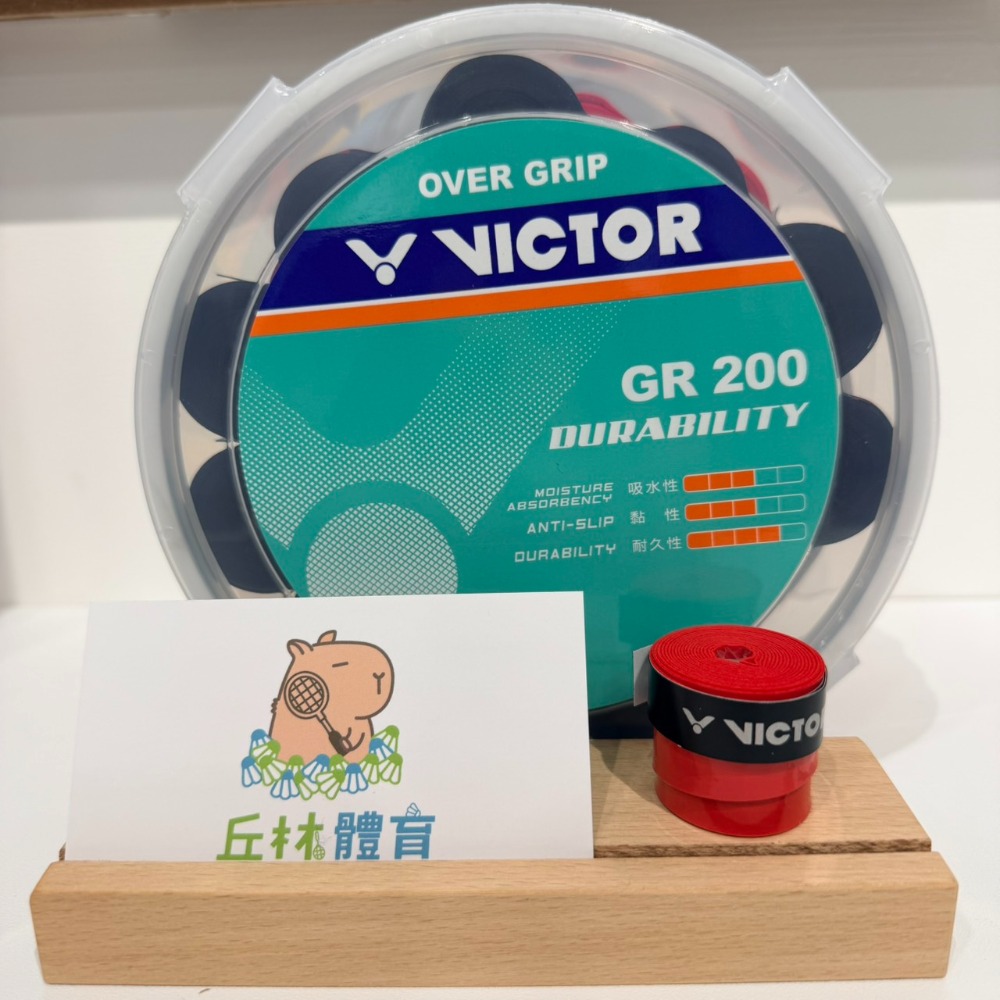 OVER GRIP
VICTOR
GR 200
DURABILITY
MOISTURE ABSORBENCY 吸水性
ANTI-SLIP 黏 性
DURABILITY 耐久性
VICTO
丘林體育